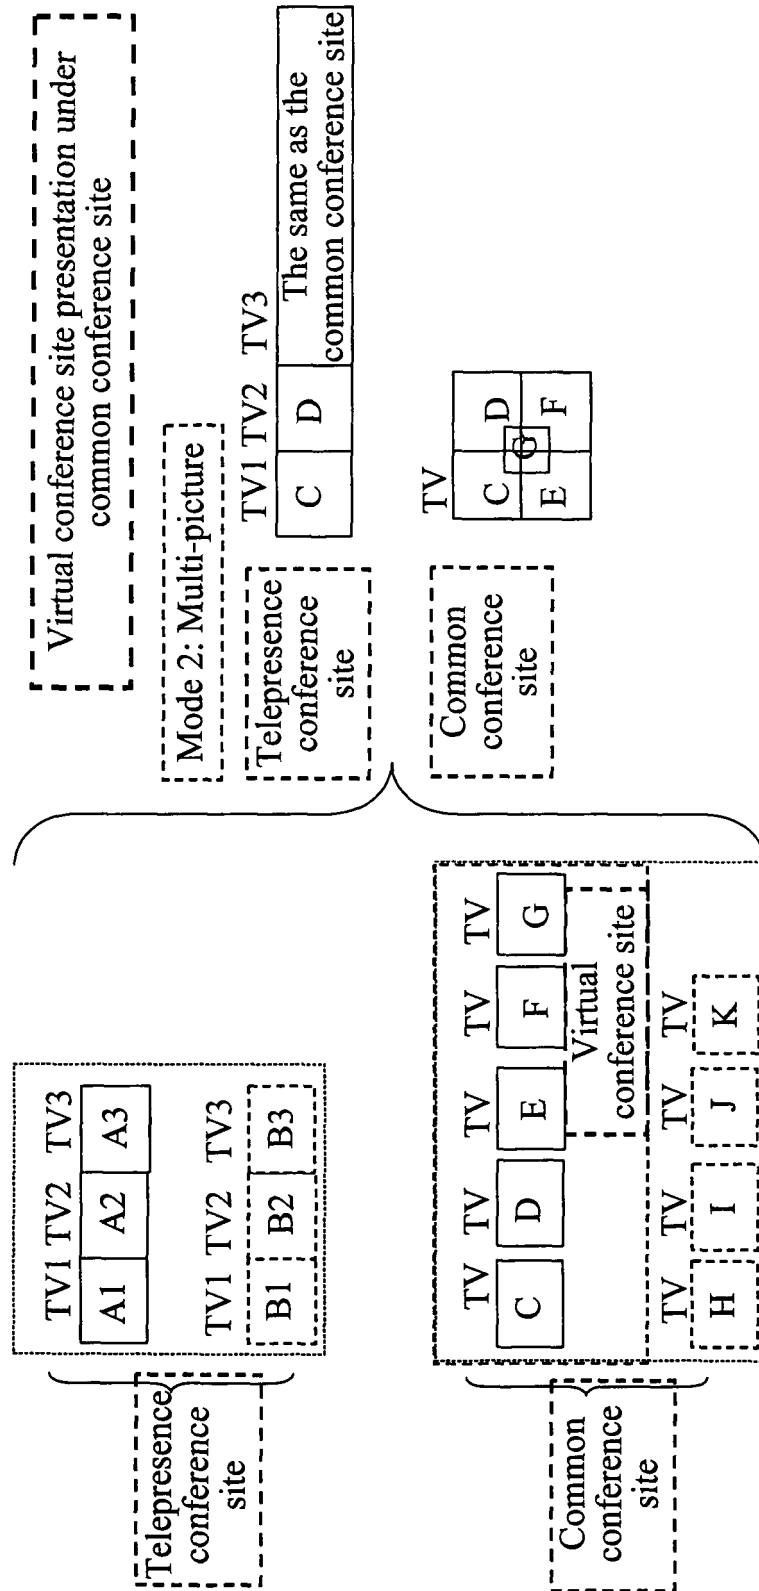 Virtual conference site presentation under
common conference site
Mode 2: Multi-picture
Telepresence
conference
site
TV1 TV2 TV3
C D The same as the
common conference site
Common
conference
site
TV
C D
G
E F
Telepresence
conference
site
TV1 TV2 TV3
A1 A2 A3
TV1 TV2 TV3
B1 B2 B3
Common
conference
site
TV TV TV TV TV
C D E F G
Virtual
conference site
TV TV TV TV
H I J K